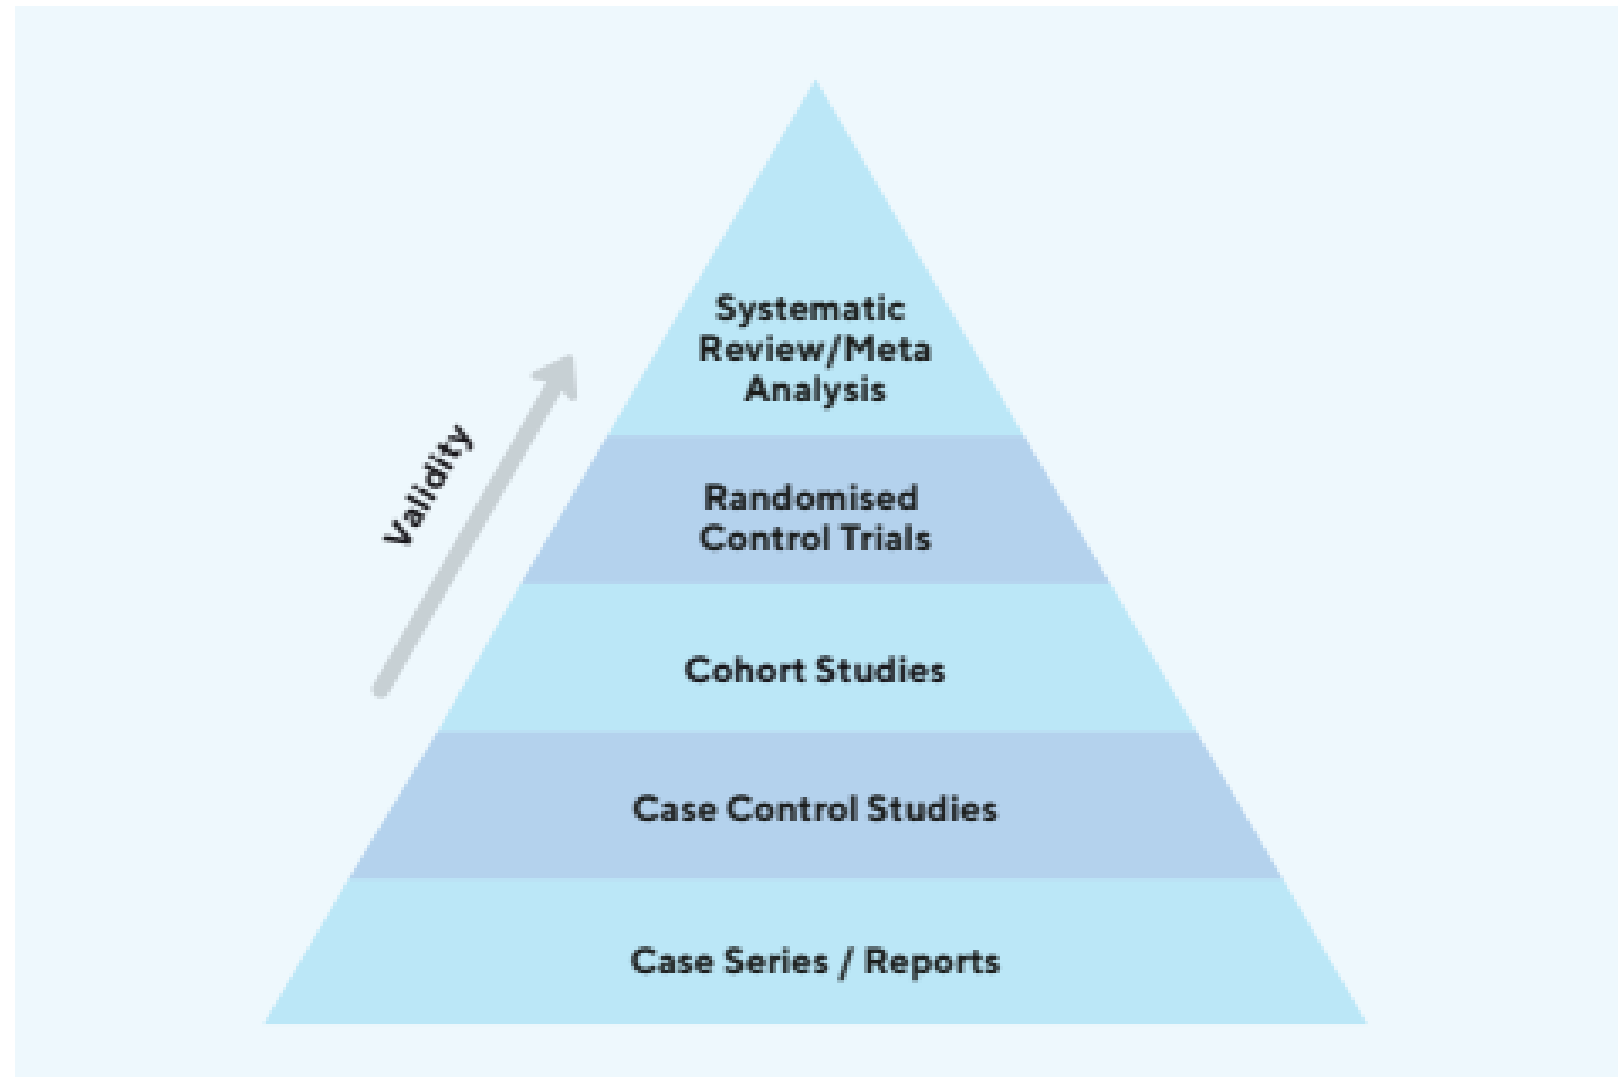 Systematic
Review/Meta
Analysis
Validity
Randomised
Control Trials
Cohort Studies
Case Control Studies
Case Series / Reports